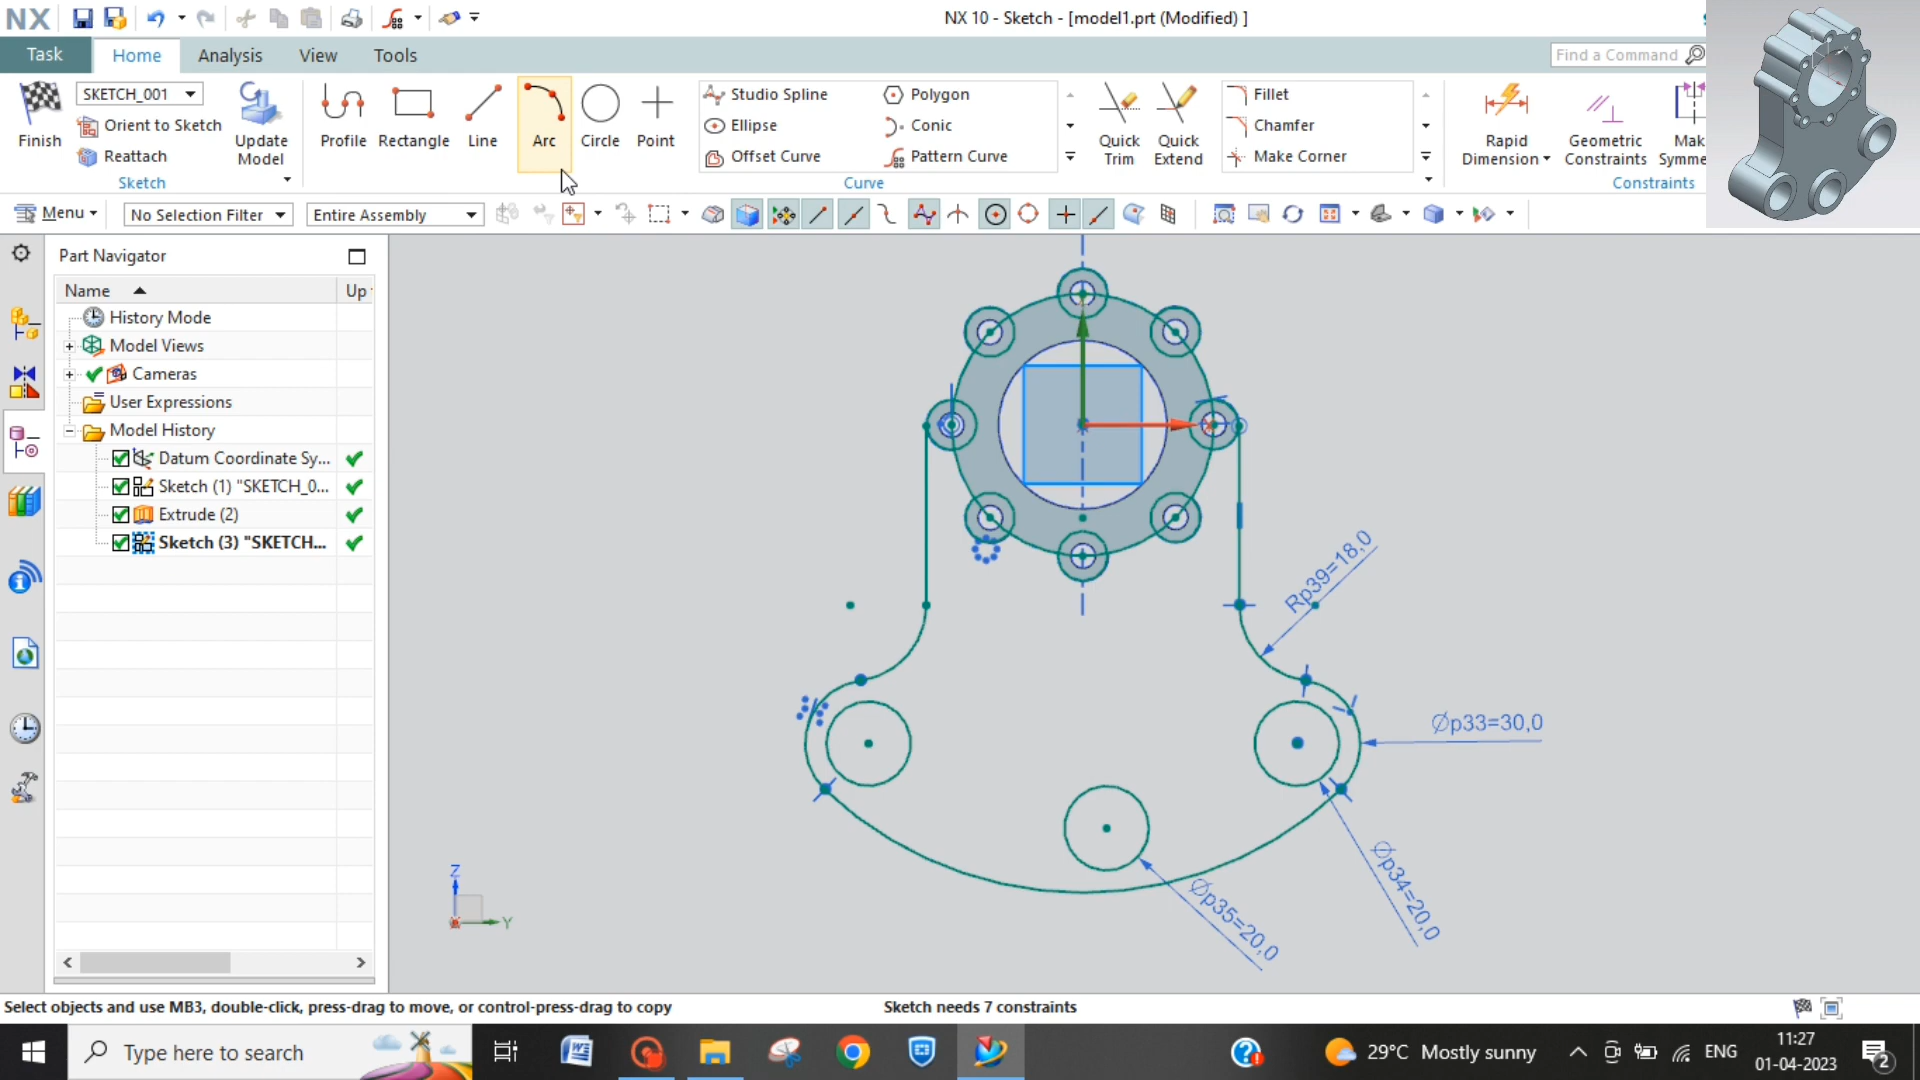 NX
NX 10 - Sketch - [model1.prt (Modified) ]
Task
Home
Analysis
View
Tools
Find a Command
Finish
SKETCH_001
Orient to Sketch
Reattach
Sketch
Update
Model
Profile
Rectangle
Line
Arc
Circle
Point
Studio Spline
Ellipse
Offset Curve
Polygon
Conic
Pattern Curve
Curve
Quick
Trim
Quick
Extend
Fillet
Chamfer
Make Corner
Rapid
Dimension
Geometric
Constraints
Mak
Symme
Constraints
Menu
No Selection Filter
Entire Assembly
Part Navigator
Name
Up
History Mode
Model Views
Cameras
User Expressions
Model History
Datum Coordinate Sy...
Sketch (1) "SKETCH_0...
Extrude (2)
Sketch (3) "SKETCH...
Rp39=18,0
∅p33=30,0
∅p34=20,0
∅p35=20,0
Z
Y
Select objects and use MB3, double-click, press-drag to move, or control-press-drag to copy
Sketch needs 7 constraints
Type here to search
29°C Mostly sunny
ENG
11:27
01-04-2023
2